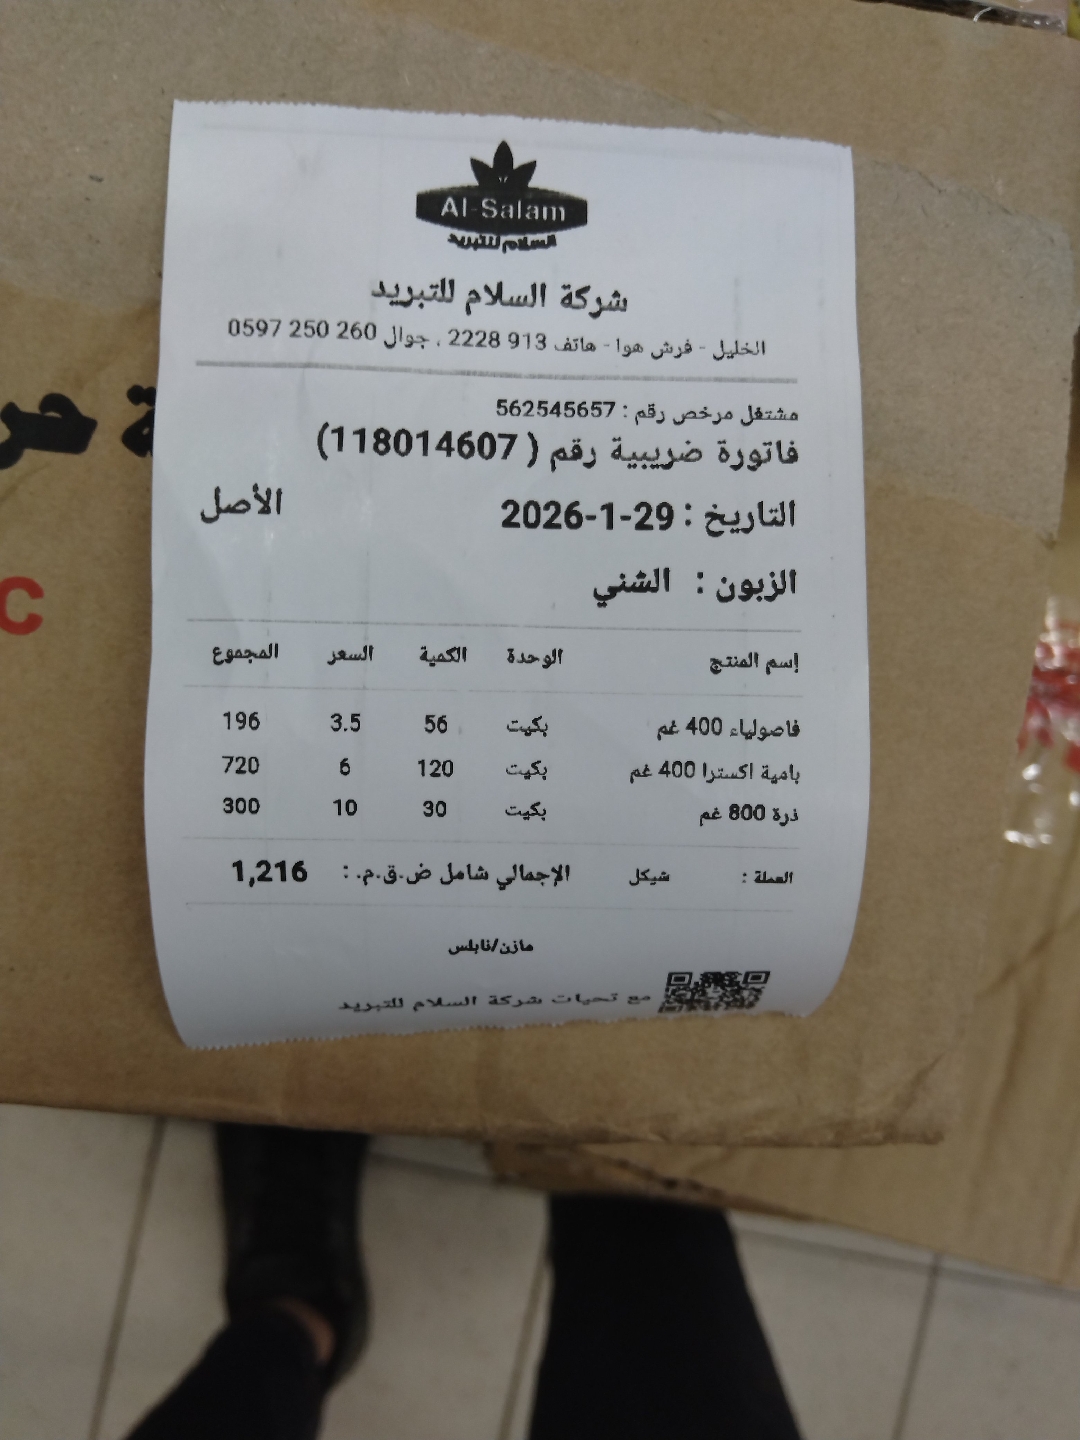 Al-Salam
السلام للتبريد
شركة السلام للتبريد
الخليل - فرش هوا - هاتف 2228 913 ، جوال 0597 250 260
مشتغل مرخص رقم : 562545657
فاتورة ضريبية رقم ( 118014607)
التاريخ : 2026-1-29 الأصل
الزبون : الشني
إسم المنتج الوحدة الكمية السعر المجموع
فاصولياء 400 غم بكيت 56 3.5 196
بامية اكسترا 400 غم بكيت 120 6 720
ذرة 800 غم بكيت 30 10 300
العملة : شيكل الإجمالي شامل ض.ق.م. : 1,216
مازن/نابلس
مع تحيات شركة السلام للتبريد